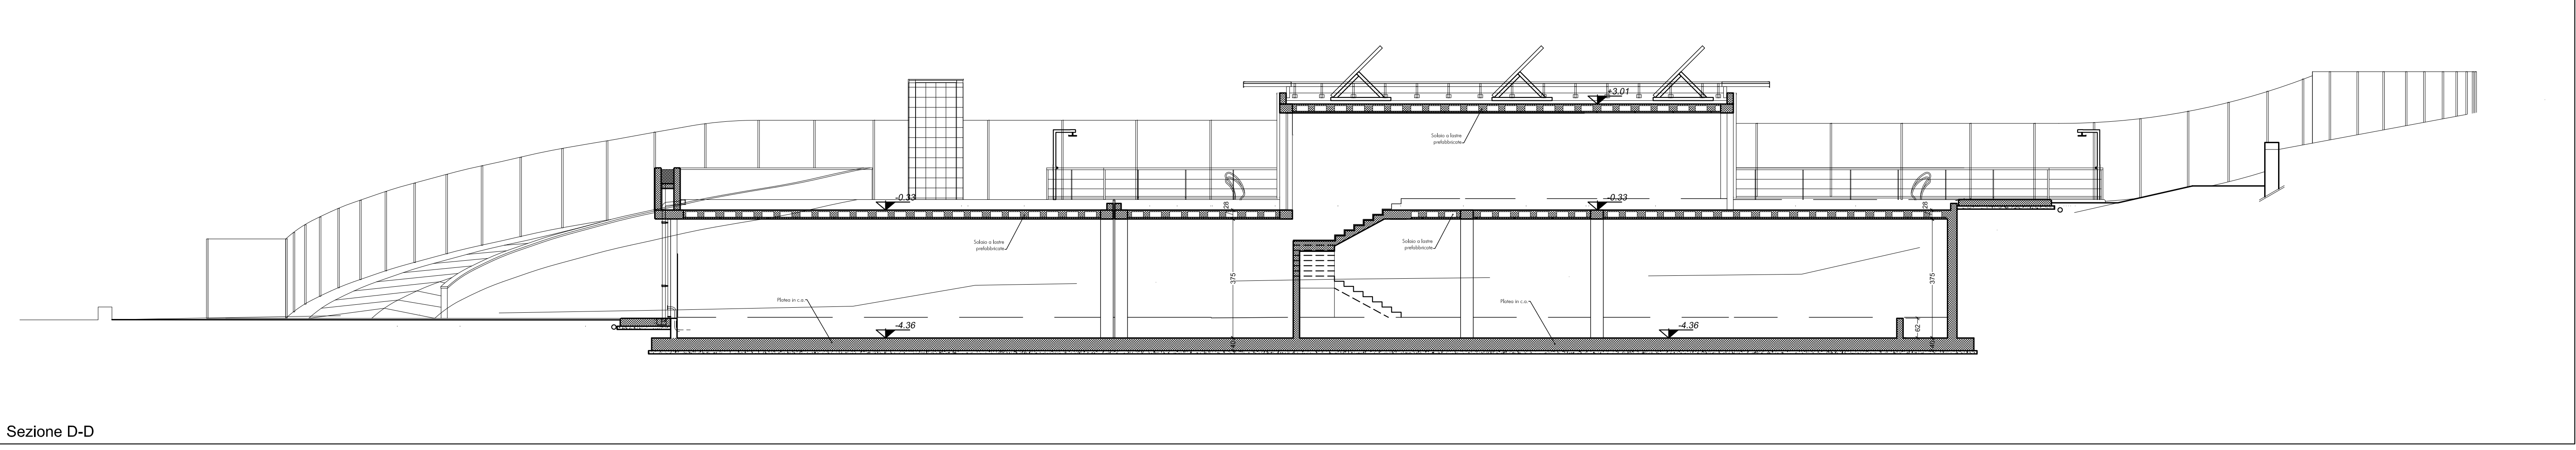 +3.01
Solaio a lastre
prefabbricate
-0.33
-0.33
28
28
Solaio a lastre
prefabbricate
Solaio a lastre
prefabbricate
375
375
Platea in c.a.
Platea in c.a.
-4.36
-4.36
62
40
40
Sezione D-D